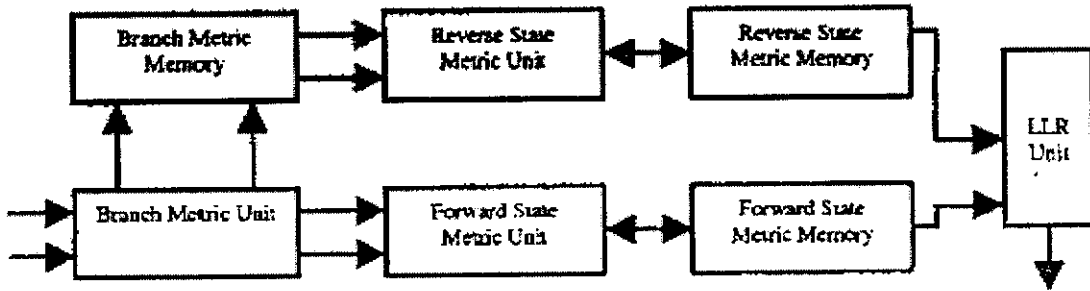 Branch Metric
Memory
Reverse State
Metric Unit
Reverse State
Metric Memory
LLR
Unit
Branch Metric Unit
Forward State
Metric Unit
Forward State
Metric Memory